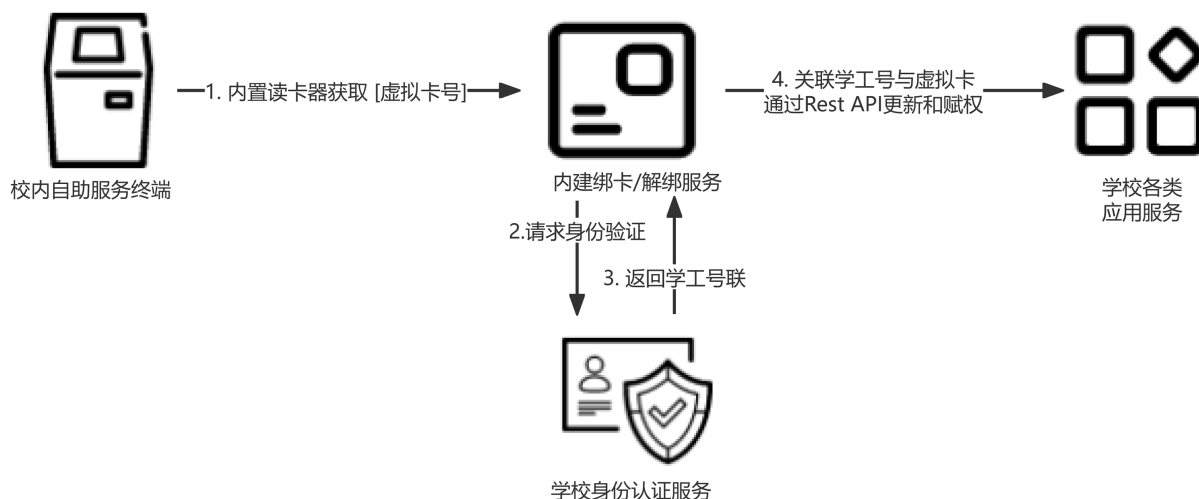 1. 内置读卡器获取 [虚拟卡号]
4. 关联学工号与虚拟卡
通过Rest API更新和赋权
校内自助服务终端
内建绑卡/解绑服务
学校各类
应用服务
2.请求身份验证
3. 返回学工号联
学校身份认证服务